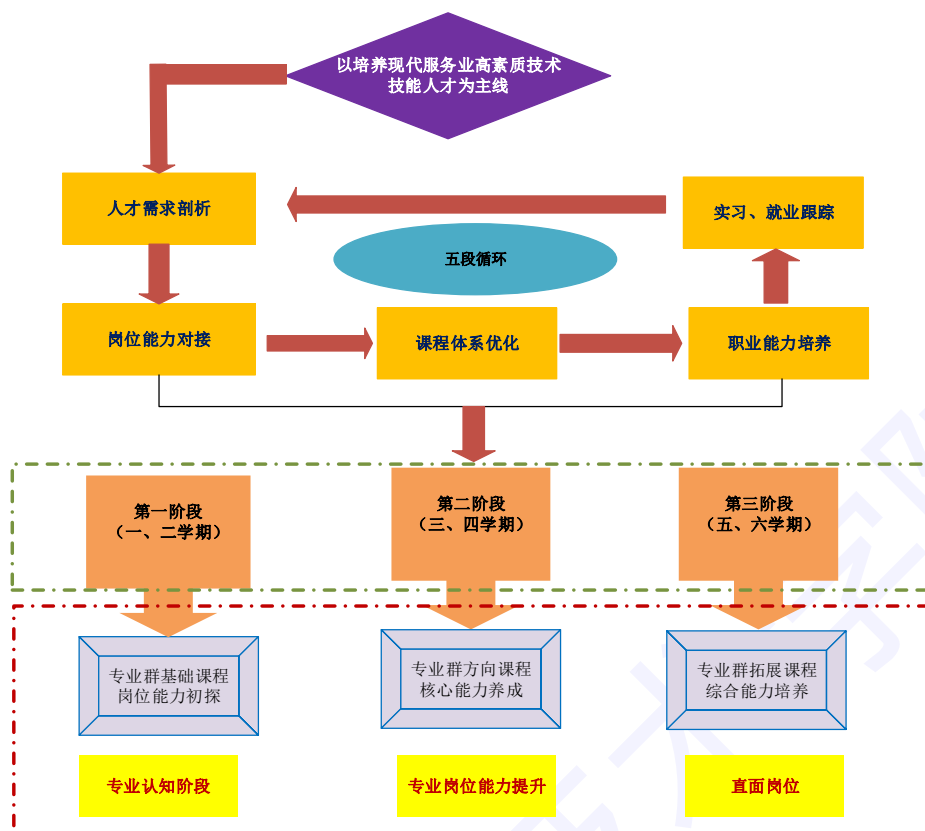 以培养现代服务业高素质技术
技能人才为主线
人才需求剖析
实习、就业跟踪
五段循环
岗位能力对接
课程体系优化
职业能力培养
第一阶段
（一、二学期）
第二阶段
（三、四学期）
第三阶段
（五、六学期）
专业群基础课程
岗位能力初探
专业群方向课程
核心能力养成
专业群拓展课程
综合能力培养
专业认知阶段
专业岗位能力提升
直面岗位